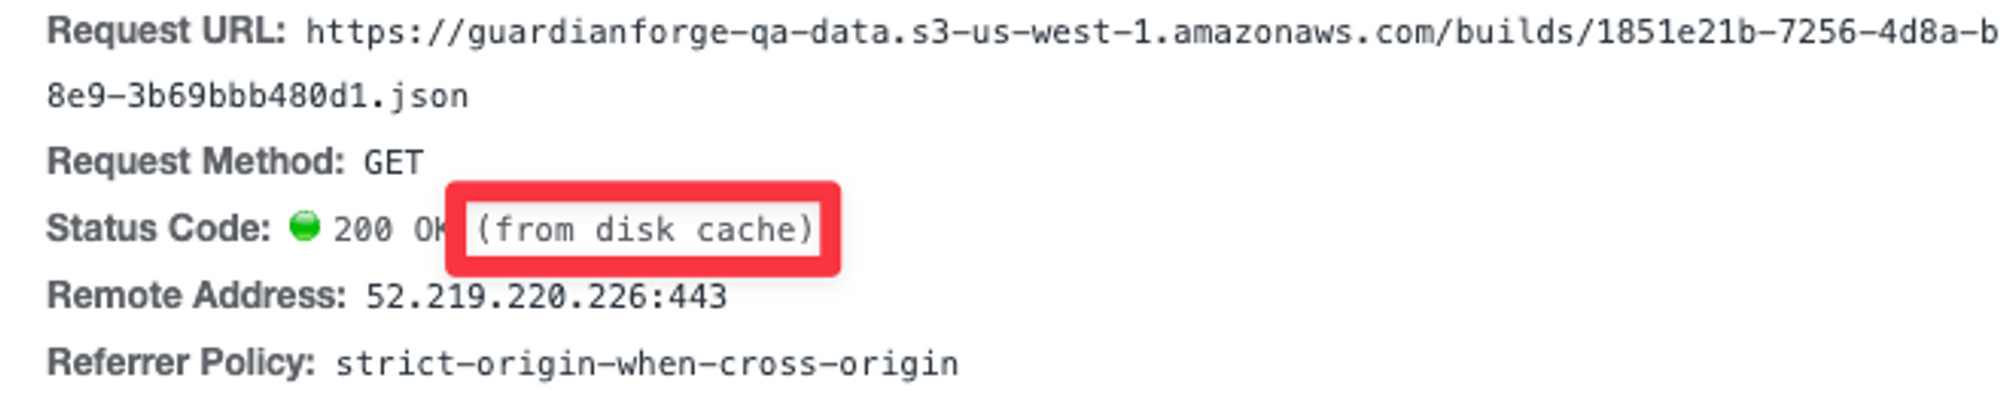 Request URL: https://guardianforge-qa-data.s3-us-west-1.amazonaws.com/builds/1851e21b-7256-4d8a-b
8e9-3b69bbb480d1.json
Request Method: GET
Status Code: 200 OK (from disk cache)
Remote Address: 52.219.220.226:443
Referrer Policy: strict-origin-when-cross-origin